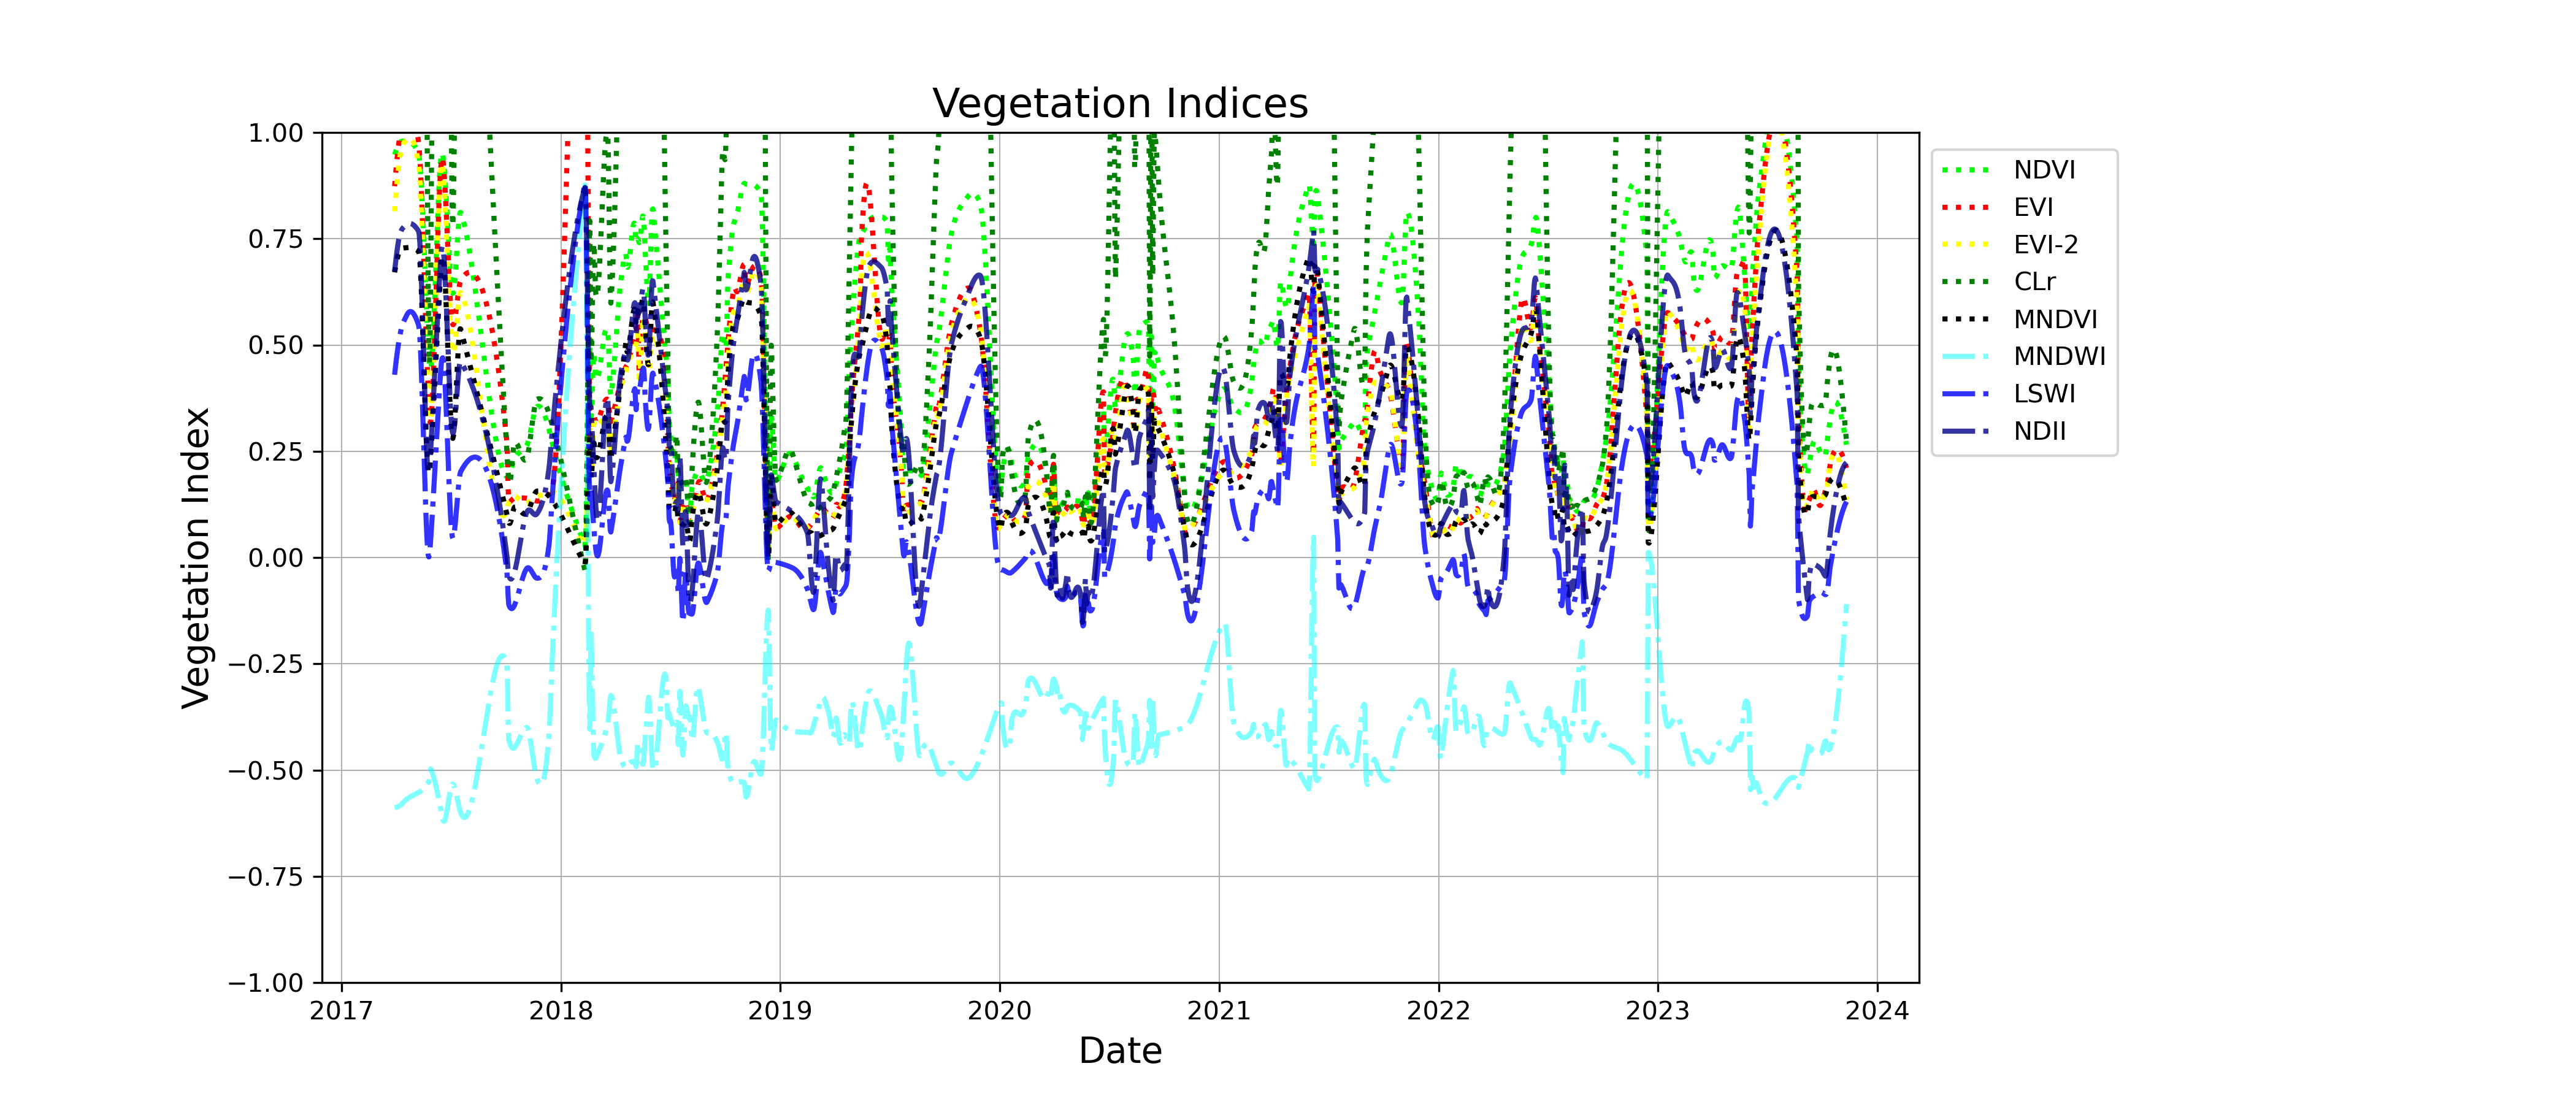 Vegetation Indices
Vegetation Index
1.00
0.75
0.50
0.25
0.00
−0.25
−0.50
−0.75
−1.00
2017
2018
2019
2020
2021
2022
2023
2024
Date
NDVI
EVI
EVI-2
CLr
MNDVI
MNDWI
LSWI
NDII